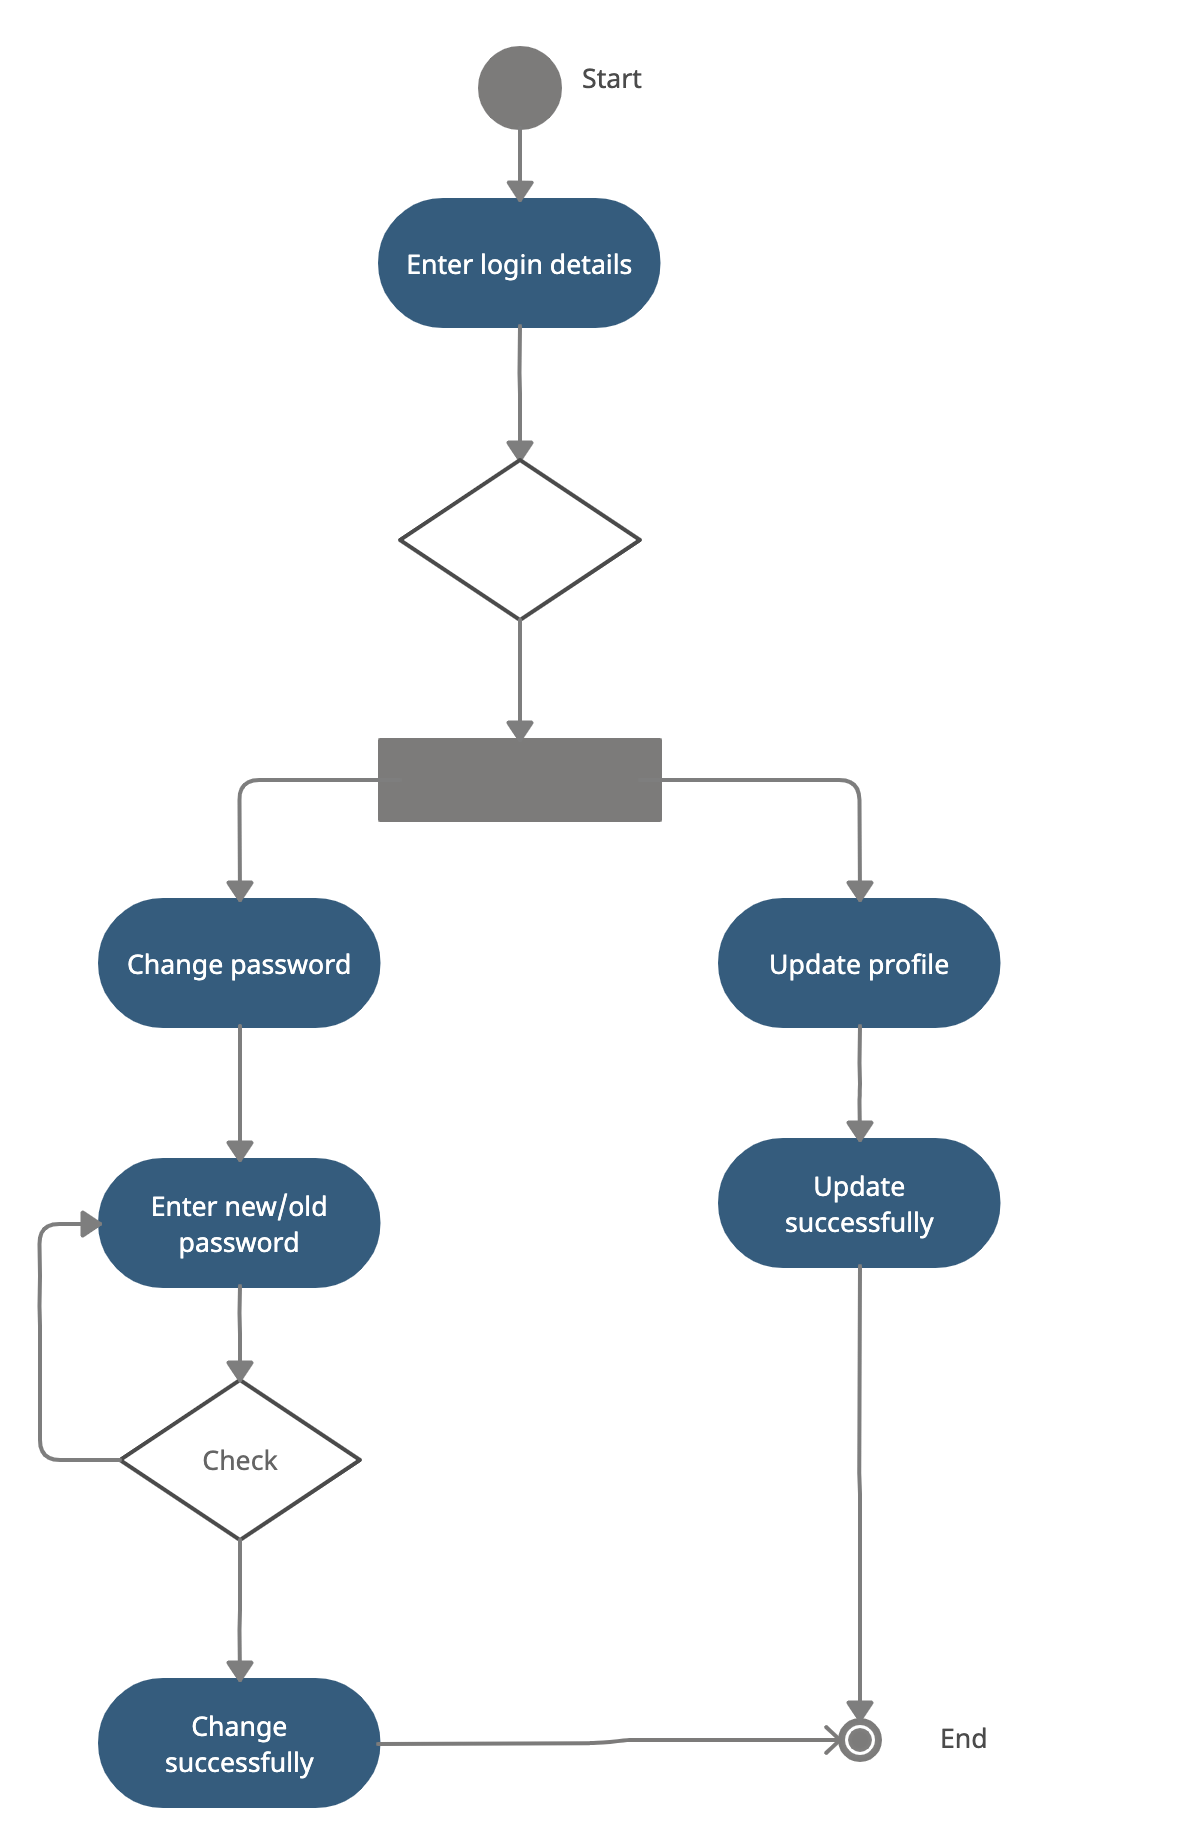 Start
Enter login details
Change password
Update profile
Enter new/old
password
Update
successfully
Check
Change
successfully
End